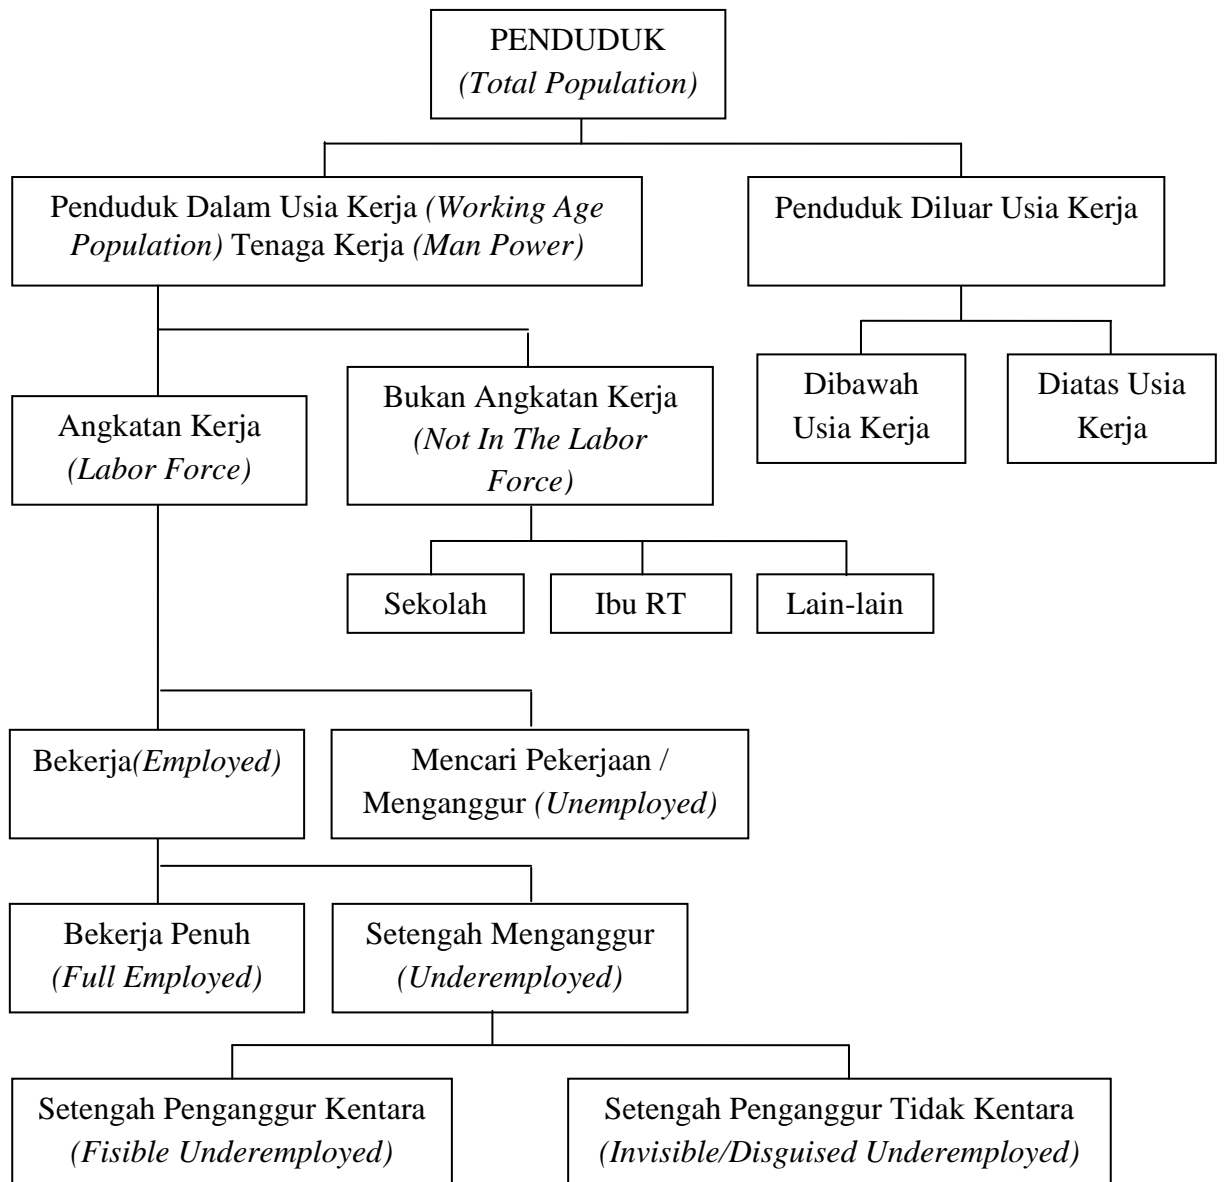 PENDUDUK
(Total Population)
Penduduk Dalam Usia Kerja (Working Age
Population) Tenaga Kerja (Man Power)
Penduduk Diluar Usia Kerja
Angkatan Kerja
(Labor Force)
Bukan Angkatan Kerja
(Not In The Labor
Force)
Dibawah
Usia Kerja
Diatas Usia
Kerja
Sekolah
Ibu RT
Lain-lain
Bekerja(Employed)
Mencari Pekerjaan /
Menganggur (Unemployed)
Bekerja Penuh
(Full Employed)
Setengah Menganggur
(Underemployed)
Setengah Penganggur Kentara
(Fisible Underemployed)
Setengah Penganggur Tidak Kentara
(Invisible/Disguised Underemployed)